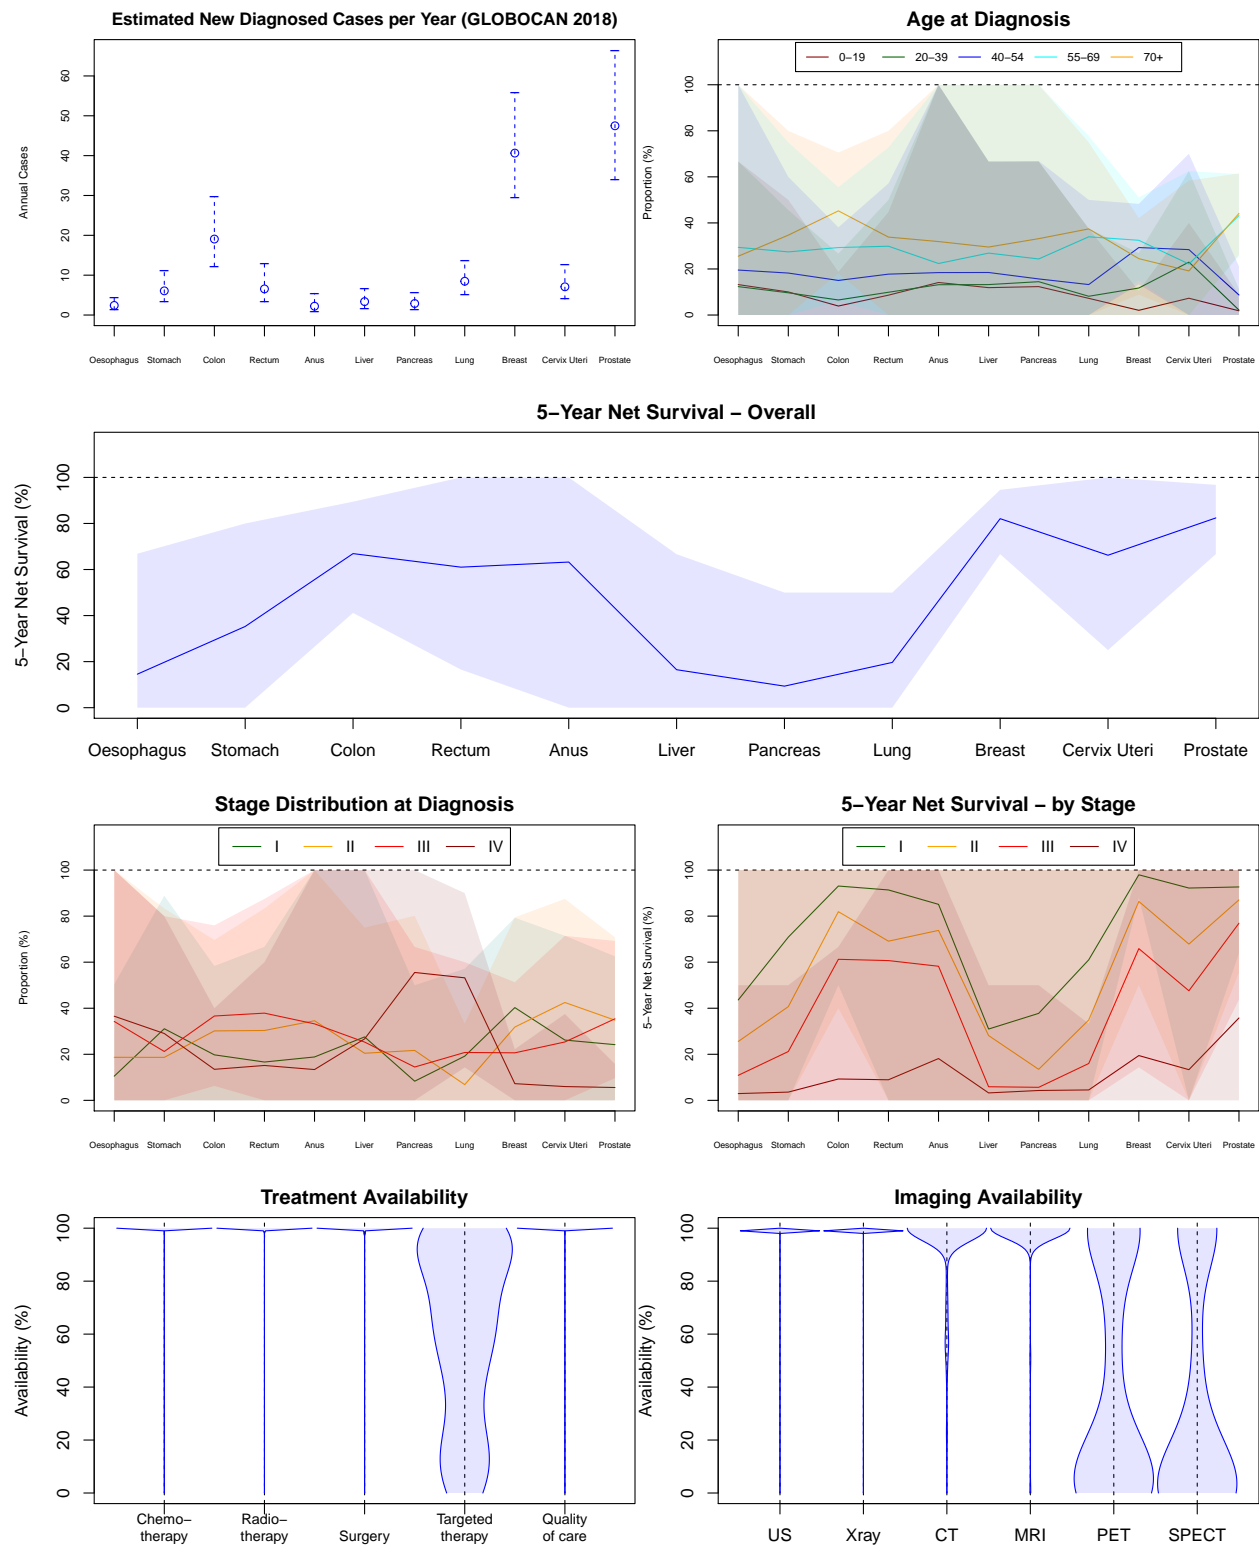 Estimated New Diagnosed Cases per Year (GLOBOCAN 2018)
Annual Cases
0 10 20 30 40 50 60
Oesophagus Stomach Colon Rectum Anus Liver Pancreas Lung Breast Cervix Uteri Prostate
Age at Diagnosis
0−19 20−39 40−54 55−69 70+
Proportion (%)
0 20 40 60 80 100
Oesophagus Stomach Colon Rectum Anus Liver Pancreas Lung Breast Cervix Uteri Prostate
5−Year Net Survival − Overall
5−Year Net Survival (%)
0 20 40 60 80 100
Oesophagus Stomach Colon Rectum Anus Liver Pancreas Lung Breast Cervix Uteri Prostate
Stage Distribution at Diagnosis
I II III IV
Proportion (%)
0 20 40 60 80 100
Oesophagus Stomach Colon Rectum Anus Liver Pancreas Lung Breast Cervix Uteri Prostate
5−Year Net Survival − by Stage
I II III IV
5−Year Net Survival (%)
0 20 40 60 80 100
Oesophagus Stomach Colon Rectum Anus Liver Pancreas Lung Breast Cervix Uteri Prostate
Treatment Availability
Availability (%)
0 20 40 60 80 100
Chemo− Radio− Targeted Quality
therapy therapy Surgery therapy of care
Imaging Availability
Availability (%)
0 20 40 60 80 100
US Xray CT MRI PET SPECT